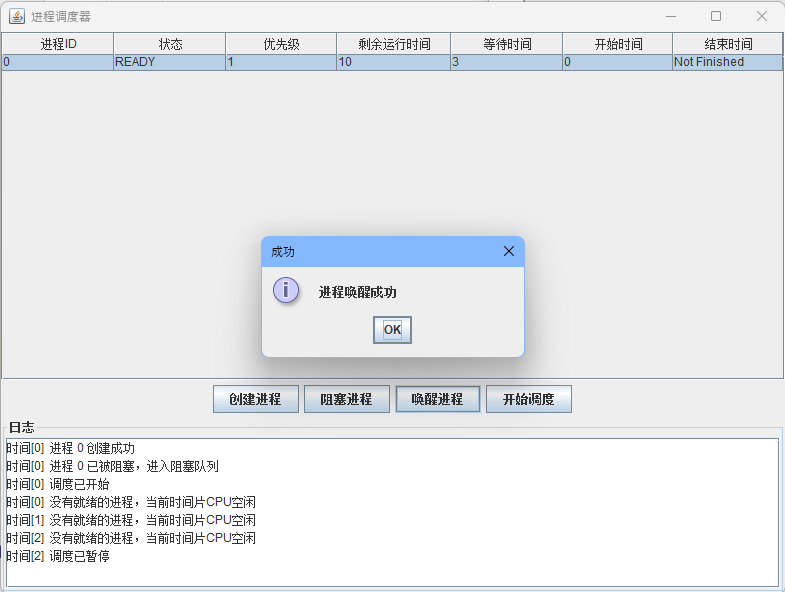 进程调度器
进程ID 状态 优先级 剩余运行时间 等待时间 开始时间 结束时间
0 READY 1 10 3 0 Not Finished
成功
进程唤醒成功
OK
创建进程 阻塞进程 唤醒进程 开始调度
日志
时间[0] 进程 0 创建成功
时间[0] 进程 0 已被阻塞，进入阻塞队列
时间[0] 调度已开始
时间[0] 没有就绪的进程，当前时间片CPU空闲
时间[1] 没有就绪的进程，当前时间片CPU空闲
时间[2] 没有就绪的进程，当前时间片CPU空闲
时间[2] 调度已暂停